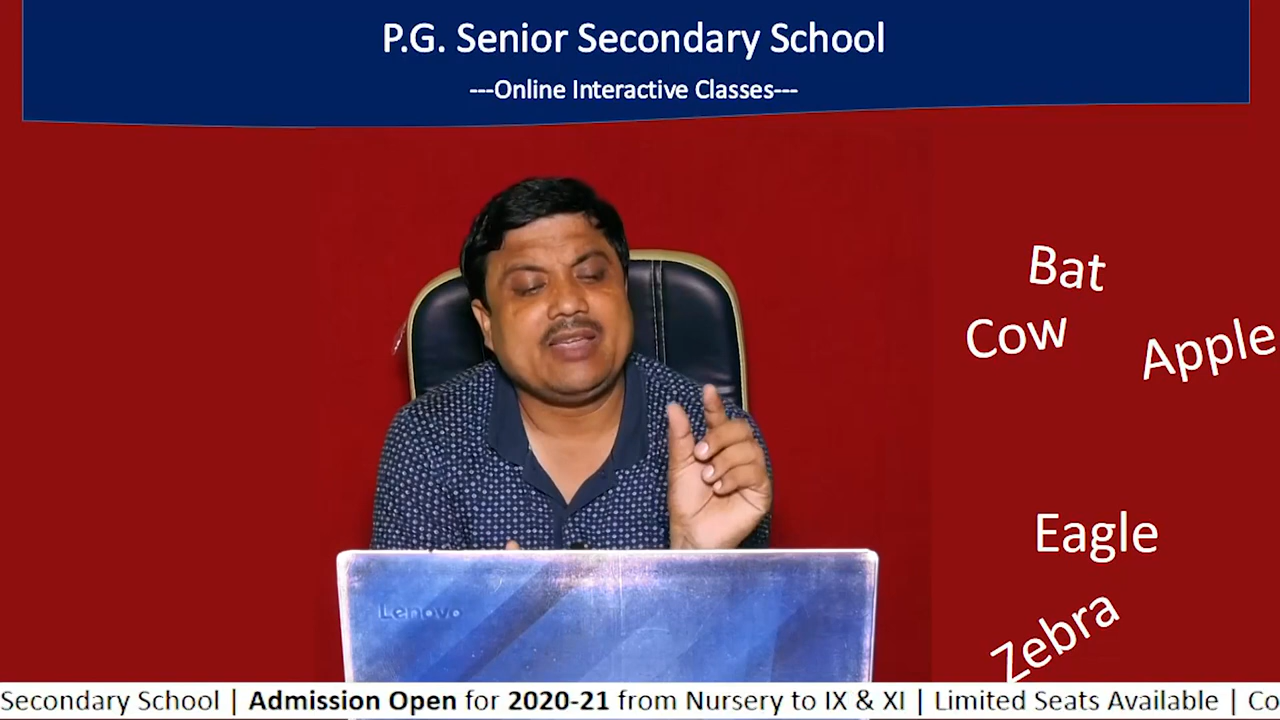 P.G. Senior Secondary School
---Online Interactive Classes---
Bat
Cow
Apple
Eagle
Zebra
Lenovo
Secondary School | Admission Open for 2020-21 from Nursery to IX & XI | Limited Seats Available | Co